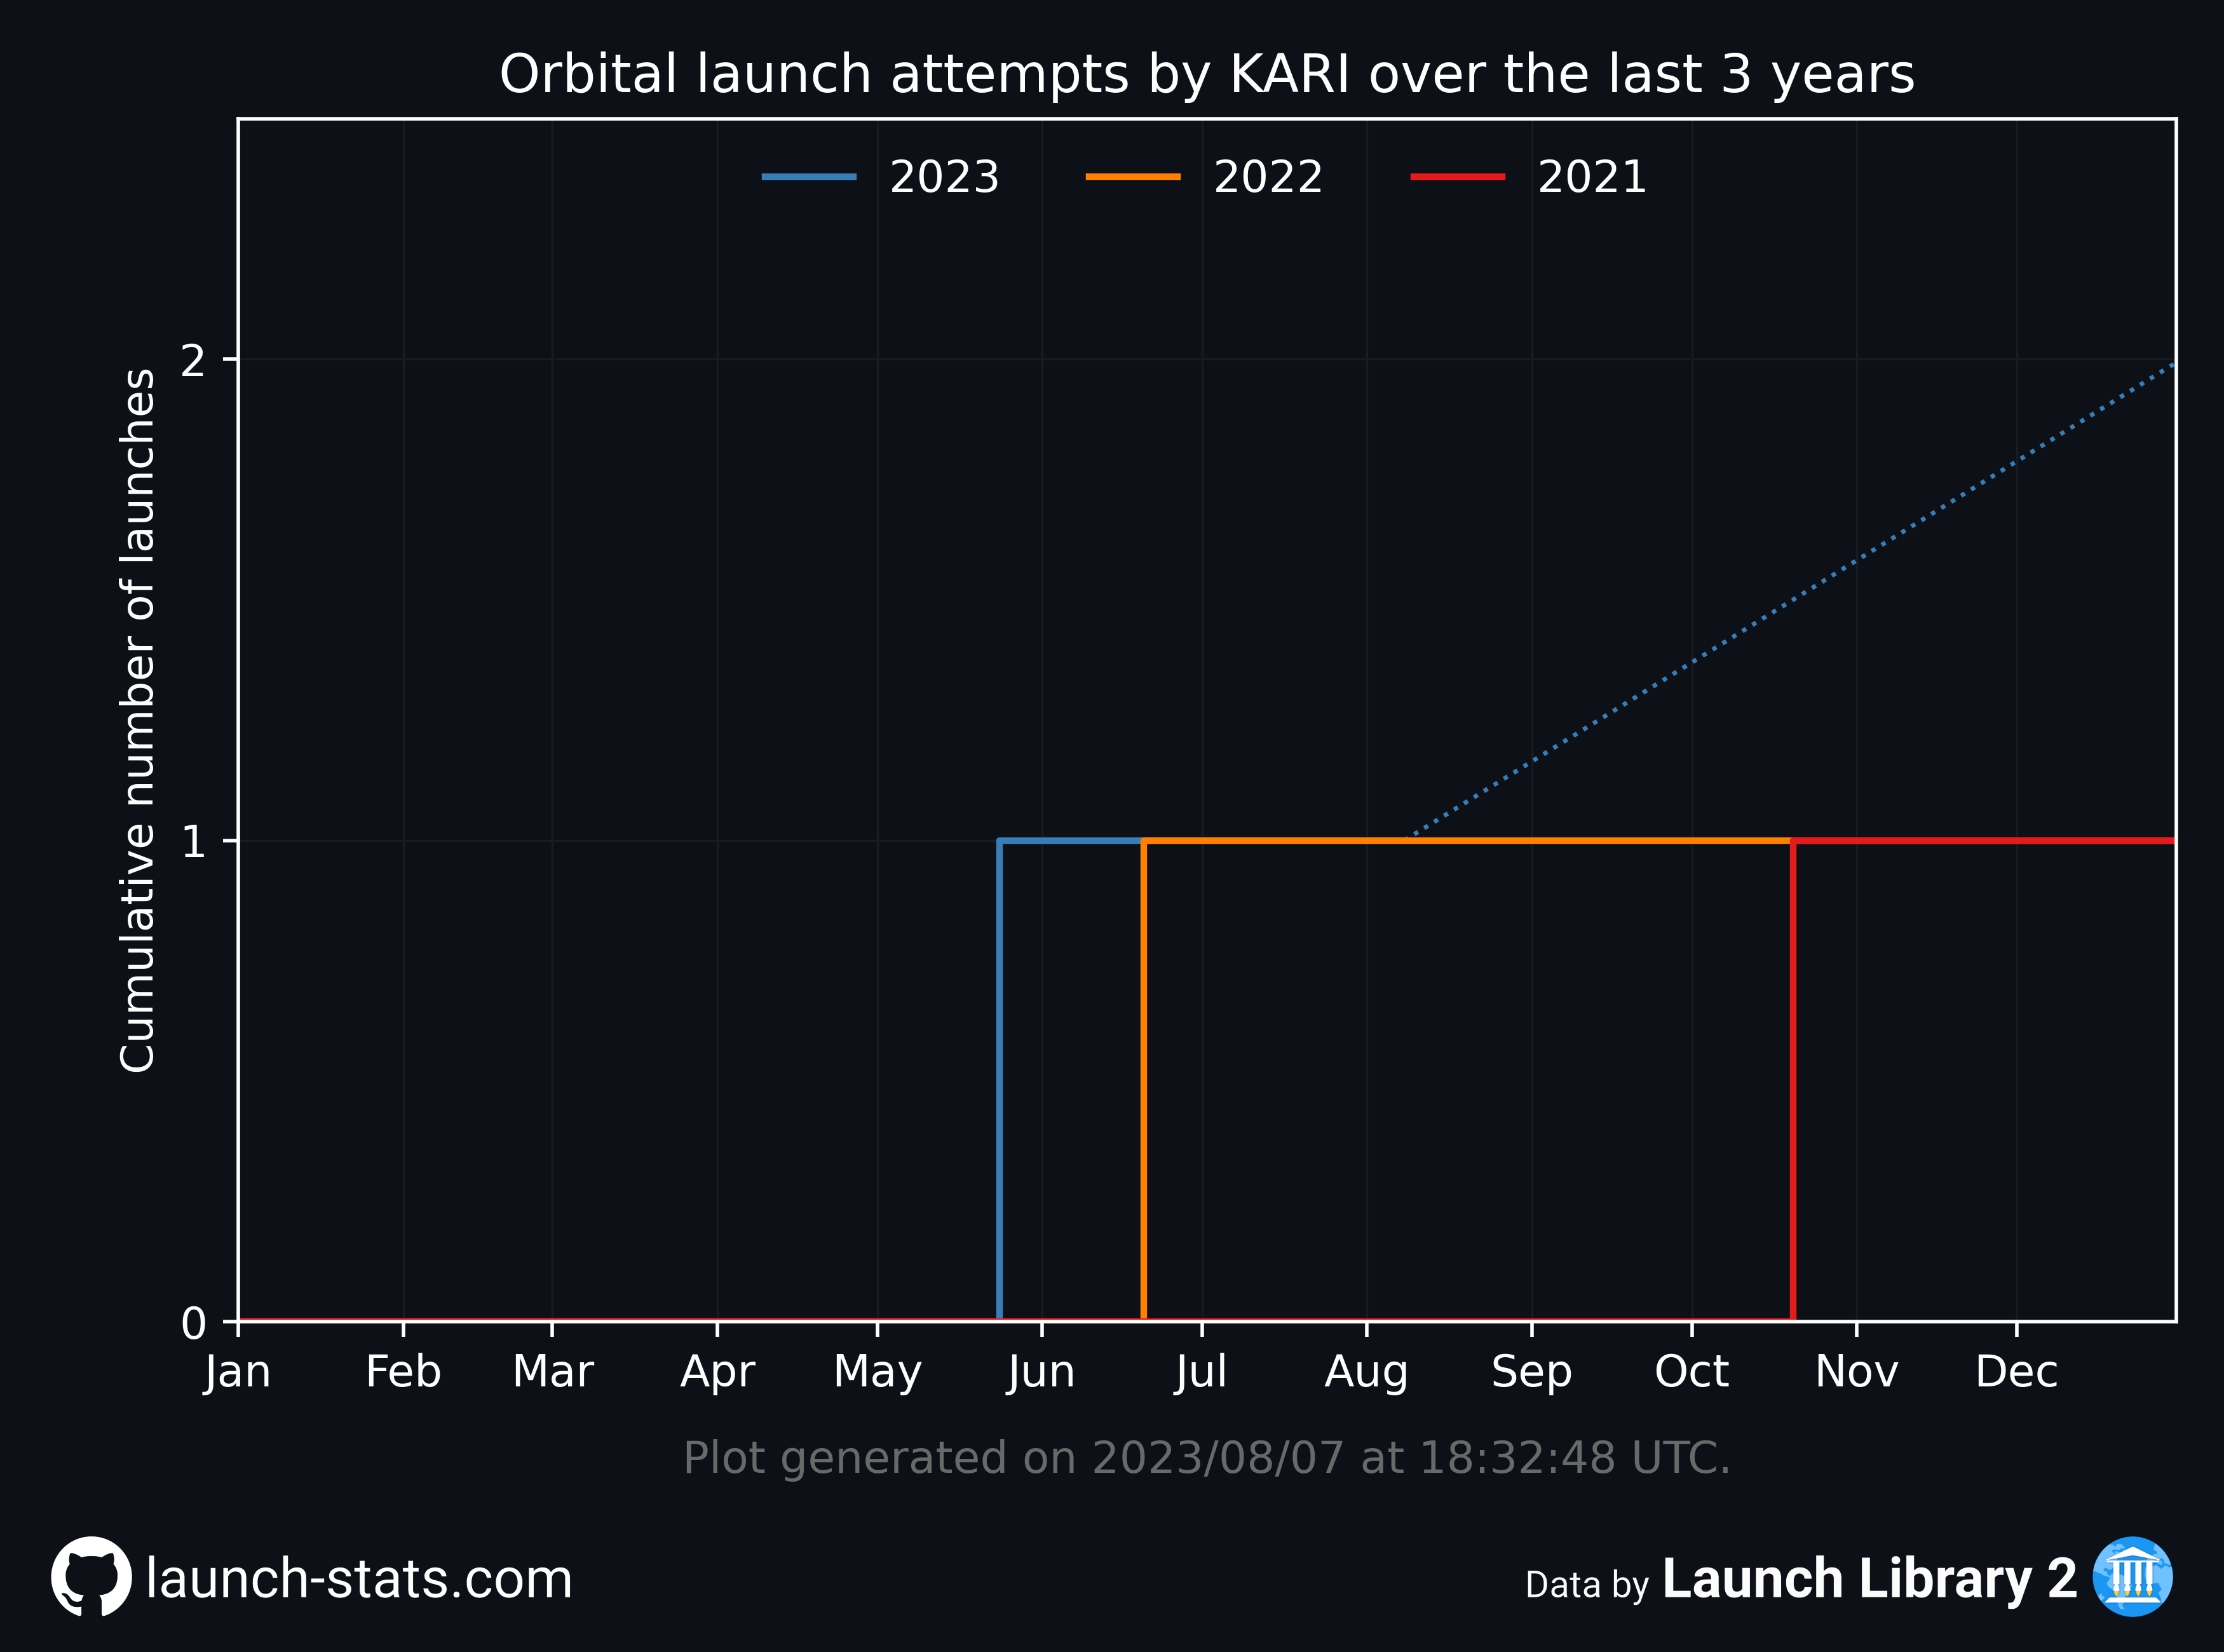 Orbital launch attempts by KARI over the last 3 years
2023 2022 2021
Cumulative number of launches
2
1
0
Jan Feb Mar Apr May Jun Jul Aug Sep Oct Nov Dec
Plot generated on 2023/08/07 at 18:32:48 UTC.
launch-stats.com
Data by Launch Library 2